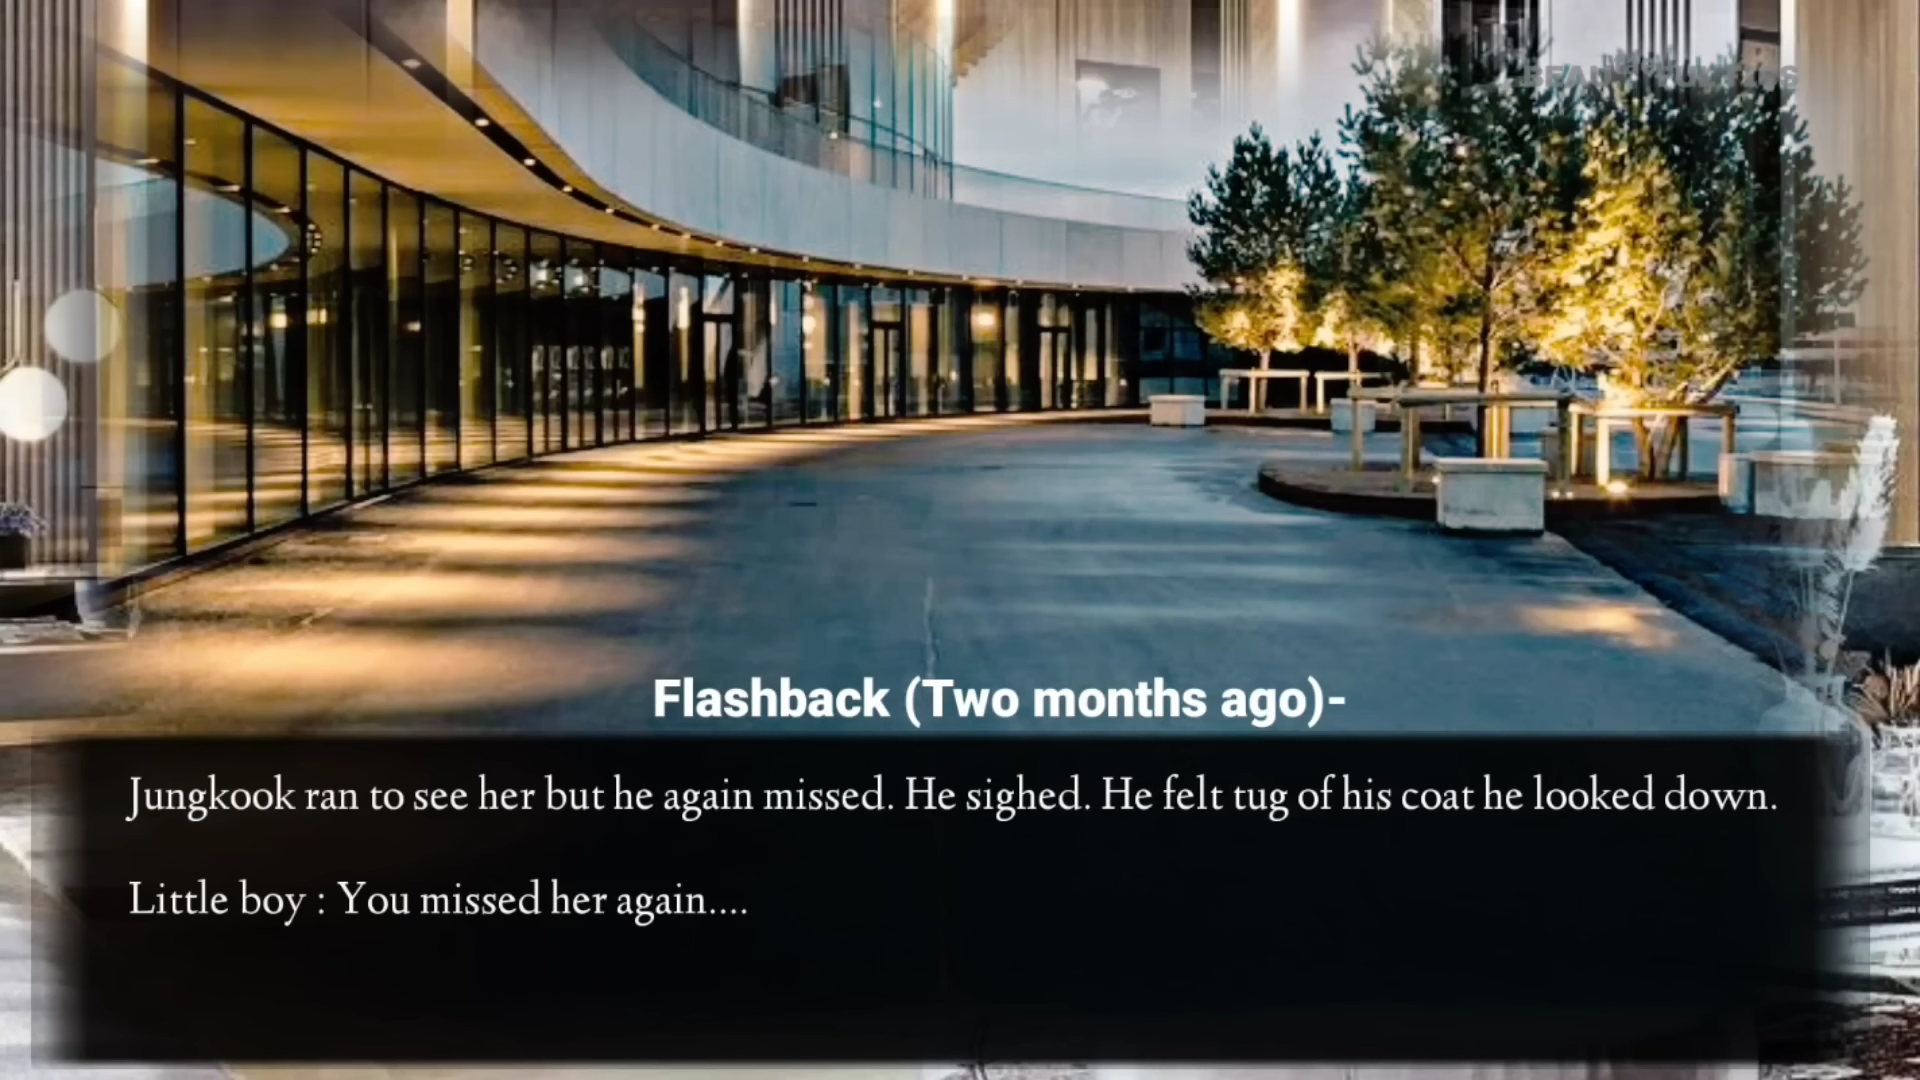 Flashback (Two months ago)-
Jungkook ran to see her but he again missed. He sighed. He felt tug of his coat he looked down.
Little boy : You missed her again....